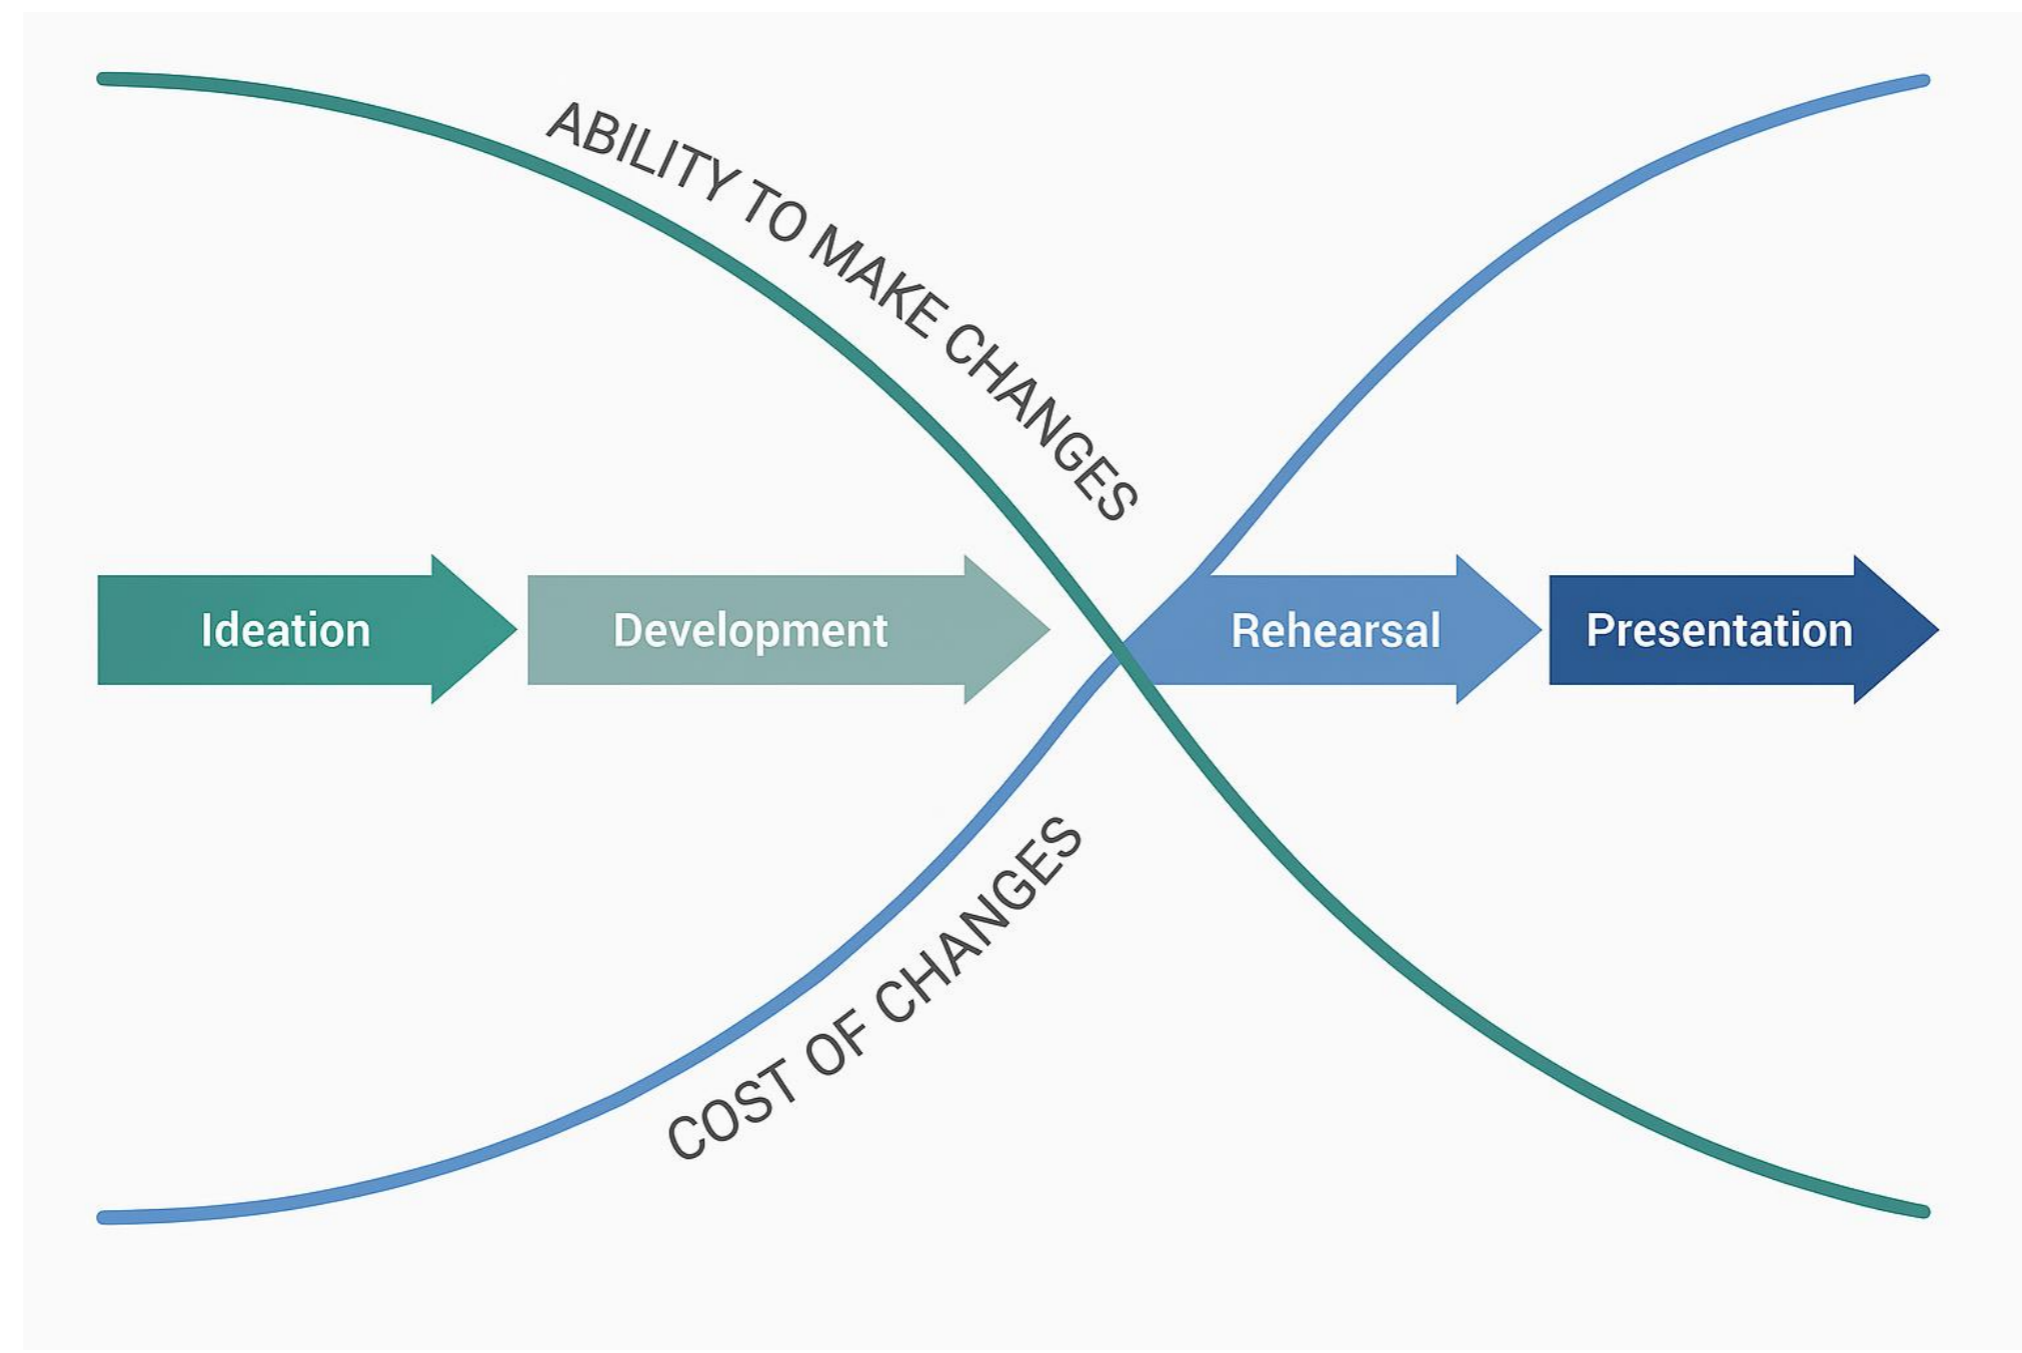 ABILITY TO MAKE CHANGES
Ideation
Development
Rehearsal
Presentation
COST OF CHANGES